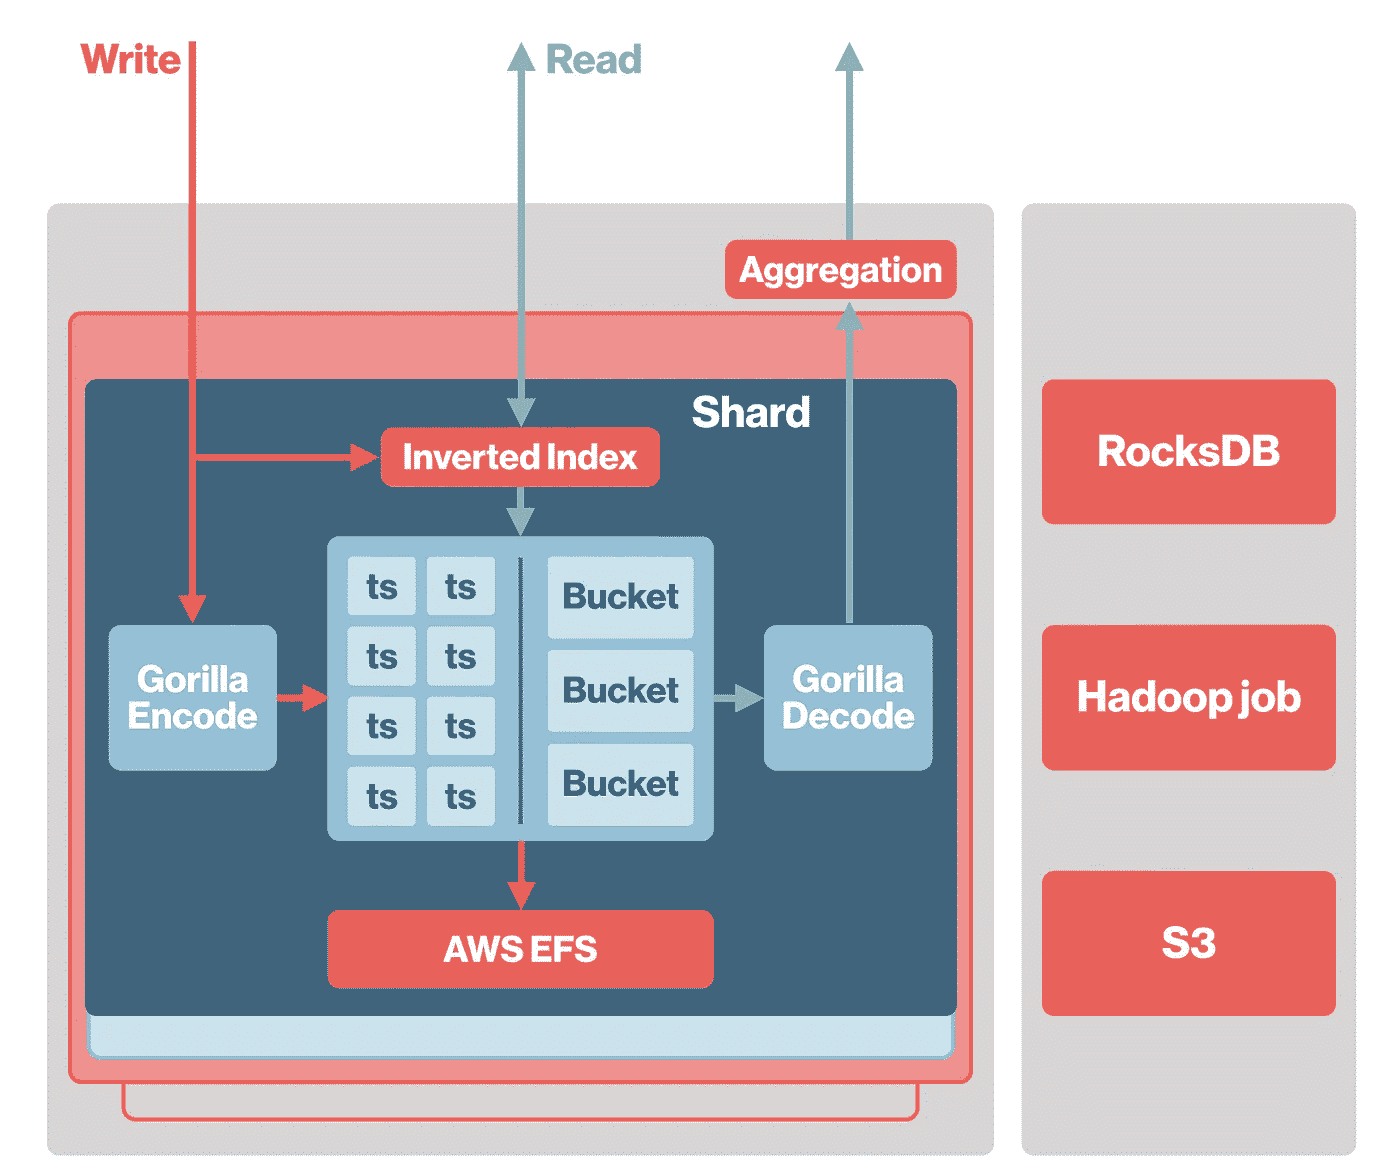 Write
Read
Aggregation
Shard
Inverted Index
ts ts
ts ts
ts ts
ts ts
Bucket
Bucket
Bucket
Gorilla
Encode
Gorilla
Decode
AWS EFS
RocksDB
Hadoop job
S3